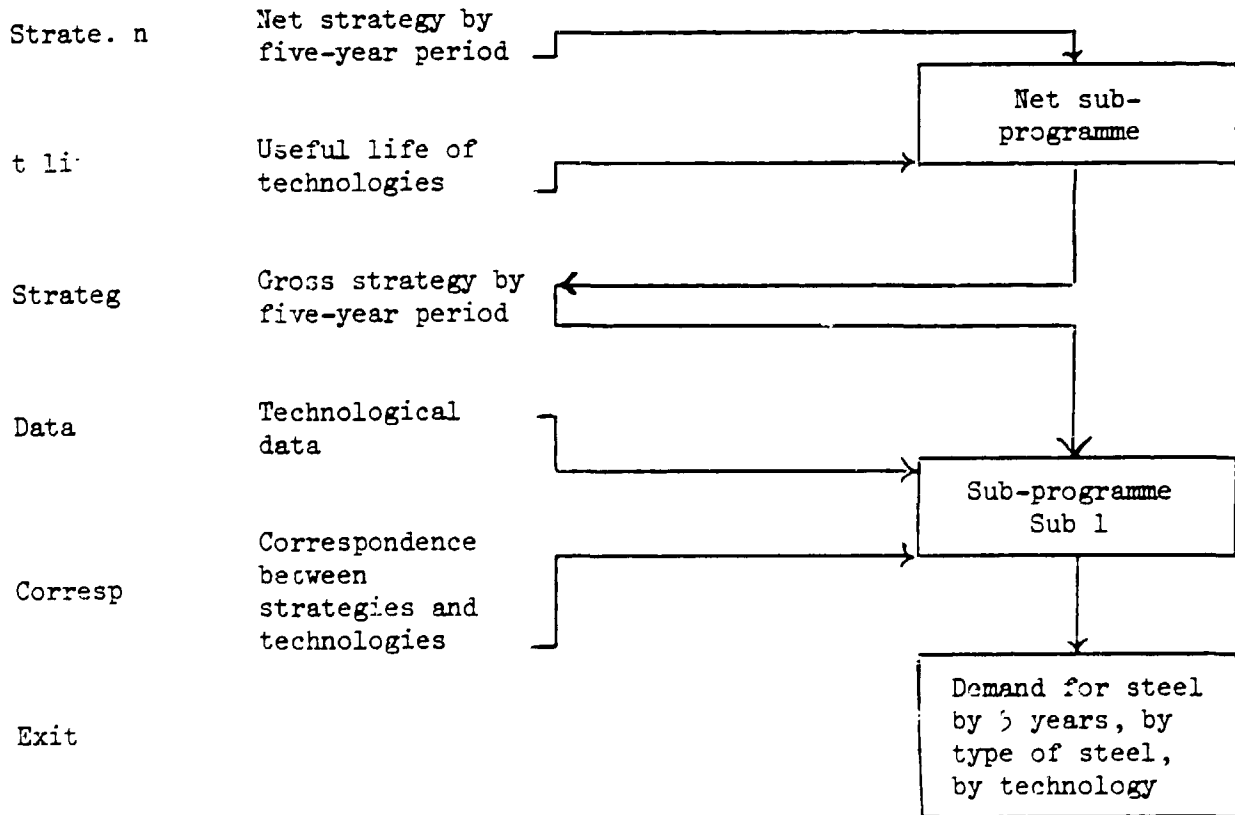 Strate. n
Net strategy by
five-year period
Net sub-
programme
t li
Useful life of
technologies
Strateg
Gross strategy by
five-year period
Data
Technological
data
Sub-programme
Sub 1
Corresp
Correspondence
between
strategies and
technologies
Exit
Demand for steel
by 5 years, by
type of steel,
by technology